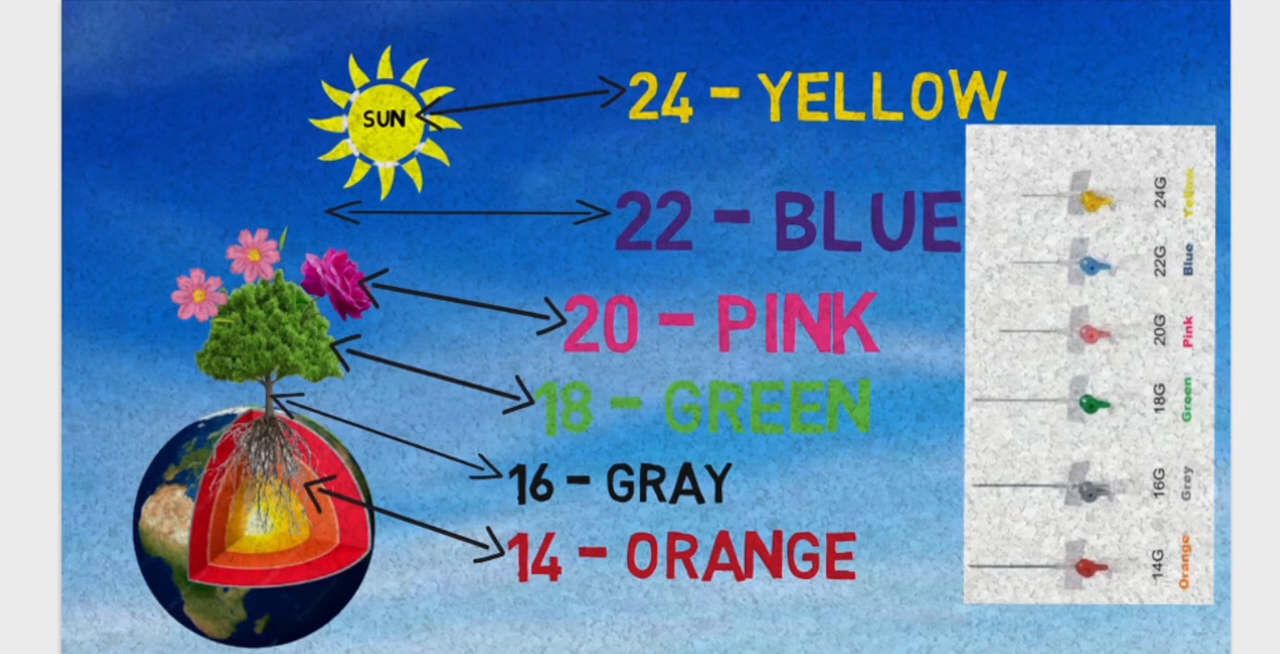 SUN
24 - YELLOW
22 - BLUE
20 - PINK
18 - GREEN
16 - GRAY
14 - ORANGE
24G Yellow
22G Blue
20G Pink
18G Green
16G Grey
14G Orange